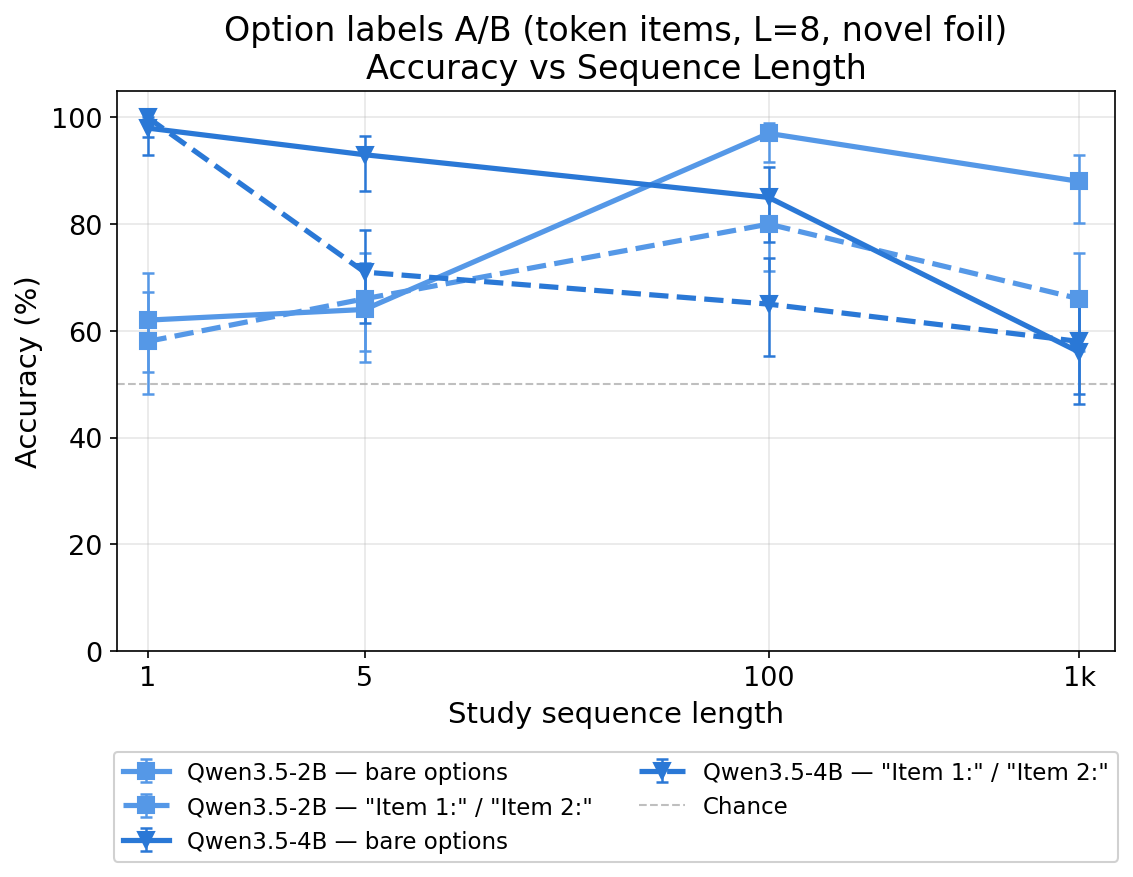 Option labels A/B (token items, L=8, novel foil)
Accuracy vs Sequence Length
Accuracy (%)
100
80
60
40
20
0
1
5
100
1k
Study sequence length
Qwen3.5-2B — bare options
Qwen3.5-2B — "Item 1:" / "Item 2:"
Qwen3.5-4B — bare options
Qwen3.5-4B — "Item 1:" / "Item 2:"
Chance